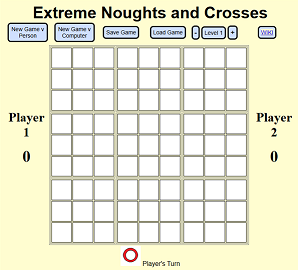 Extreme Noughts and Crosses
New Game v Person
New Game v Computer
Save Game
Load Game
-
Level 1
+
WIKI
Player 1
0
Player 2
0
Player's Turn